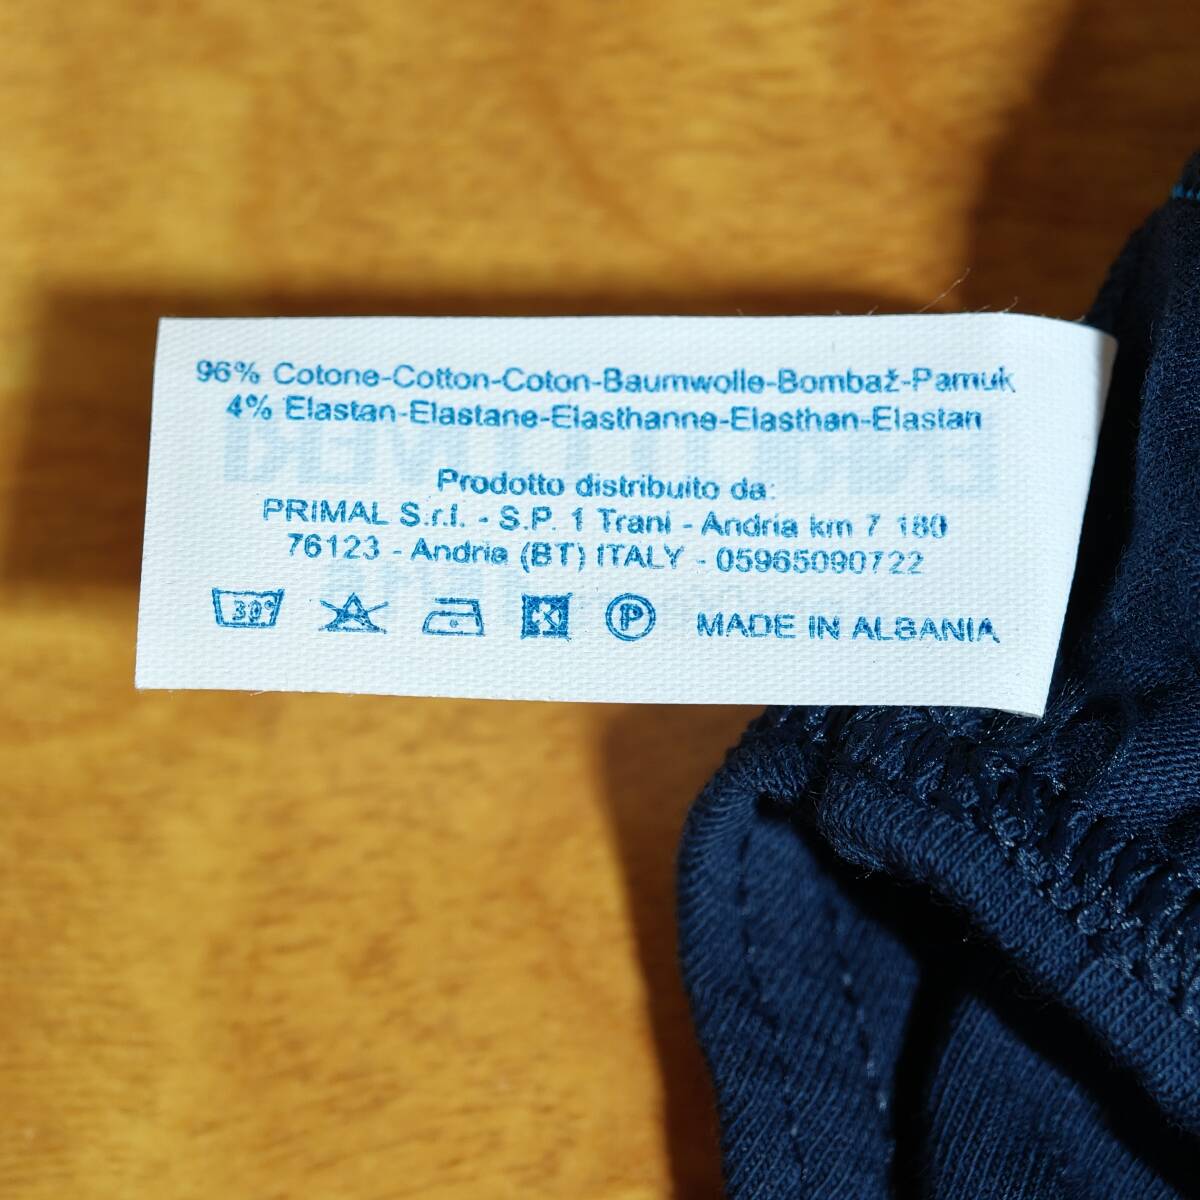 96% Cotone-Cotton-Coton-Baumwolle-Bombaž-Pamuk
4% Elastan-Elastane-Elasthanne-Elasthan-Elastan
Prodotto distribuito da:
PRIMAL S.r.l. - S.P. 1 Trani - Andria km 7 180
76123 - Andria (BT) ITALY - 05965090722
30° P MADE IN ALBANIA